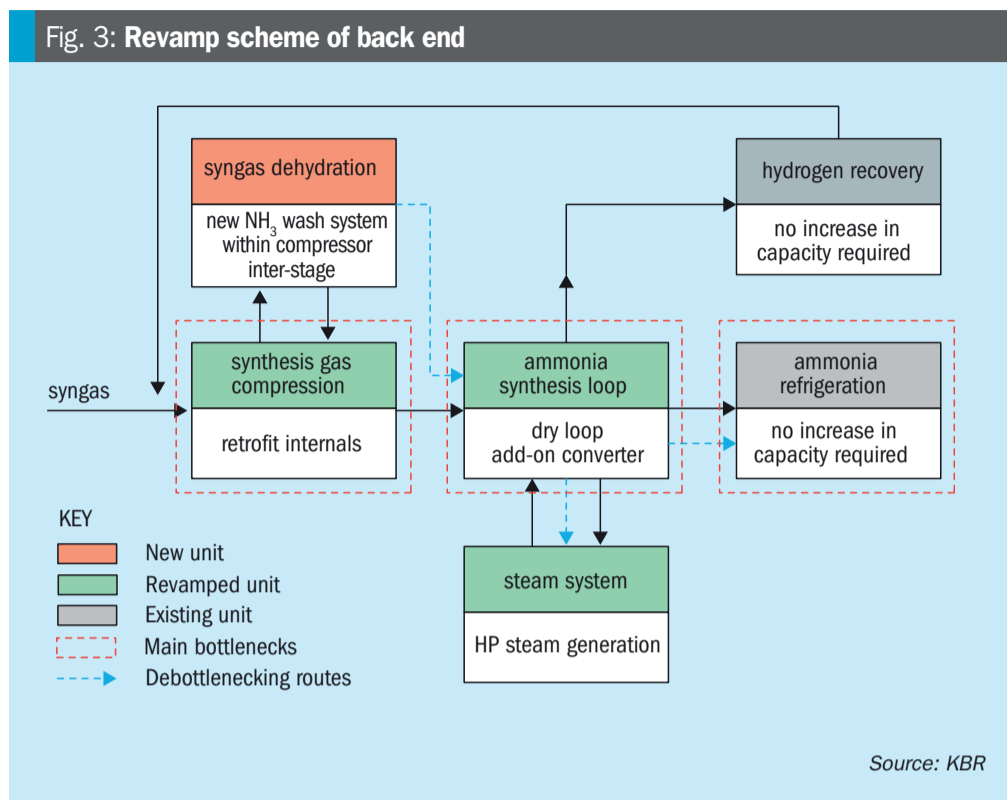 Fig. 3: Revamp scheme of back end
syngas dehydration
new NH₃ wash system
within compressor
inter-stage
hydrogen recovery
no increase in
capacity required
syngas
synthesis gas
compression
retrofit internals
ammonia
synthesis loop
dry loop
add-on converter
ammonia
refrigeration
no increase in
capacity required
steam system
HP steam generation
KEY
New unit
Revamped unit
Existing unit
Main bottlenecks
Debottlenecking routes
Source: KBR